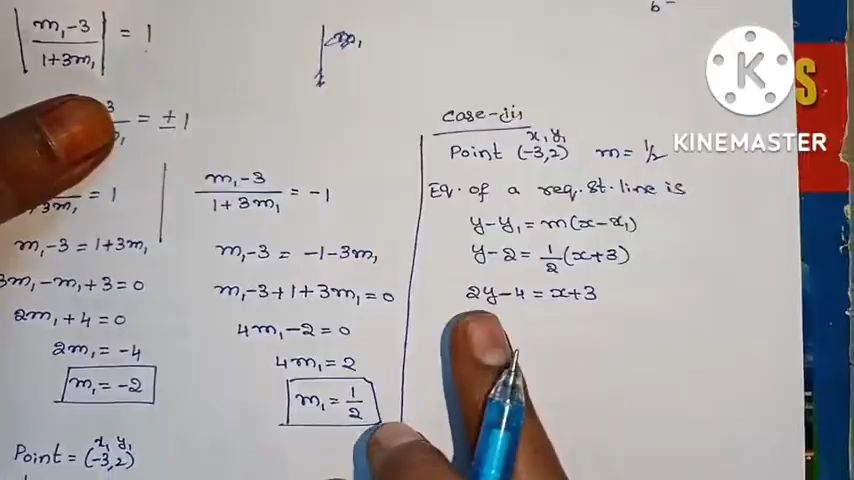 |m₁-3 / 1+3m₁| = 1
= ± 1
= 1
m₁-3 = 1+3m₁
3m₁-m₁+3=0
2m₁+4=0
2m₁=-4
m₁=-2
Point = (-3,2)
x₁ y₁
m₁-3 / 1+3m₁ = -1
m₁-3 = -1-3m₁
m₁-3+1+3m₁=0
4m₁-2=0
4m₁=2
m₁=1/2
case-(ii)
x₁ y₁
Point (-3,2) m=1/2
Eq. of a req. st. line is
y-y₁=m(x-x₁)
y-2=1/2(x+3)
2y-4=x+3
K
KINEMASTER